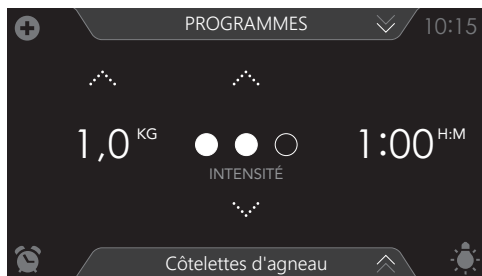 PROGRAMMES
10:15
1,0 KG
1:00 H:M
INTENSITÉ
Côtelettes d'agneau